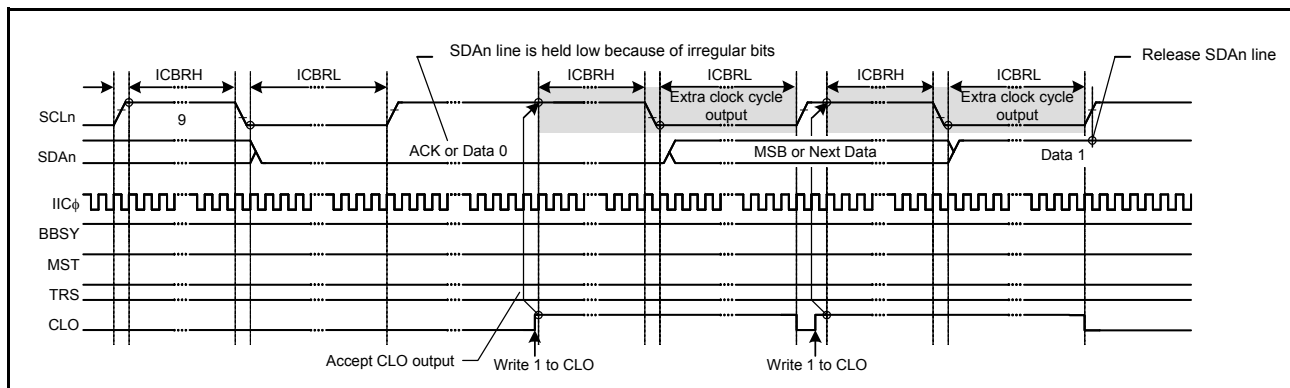 SDAn line is held low because of irregular bits
Release SDAn line
ICBRH
ICBRL
ICBRH
ICBRL
ICBRH
ICBRL
SCLn
9
Extra clock cycle
output
Extra clock cycle
output
SDAn
ACK or Data 0
MSB or Next Data
Data 1
IICϕ
BBSY
MST
TRS
CLO
Accept CLO output
Write 1 to CLO
Write 1 to CLO